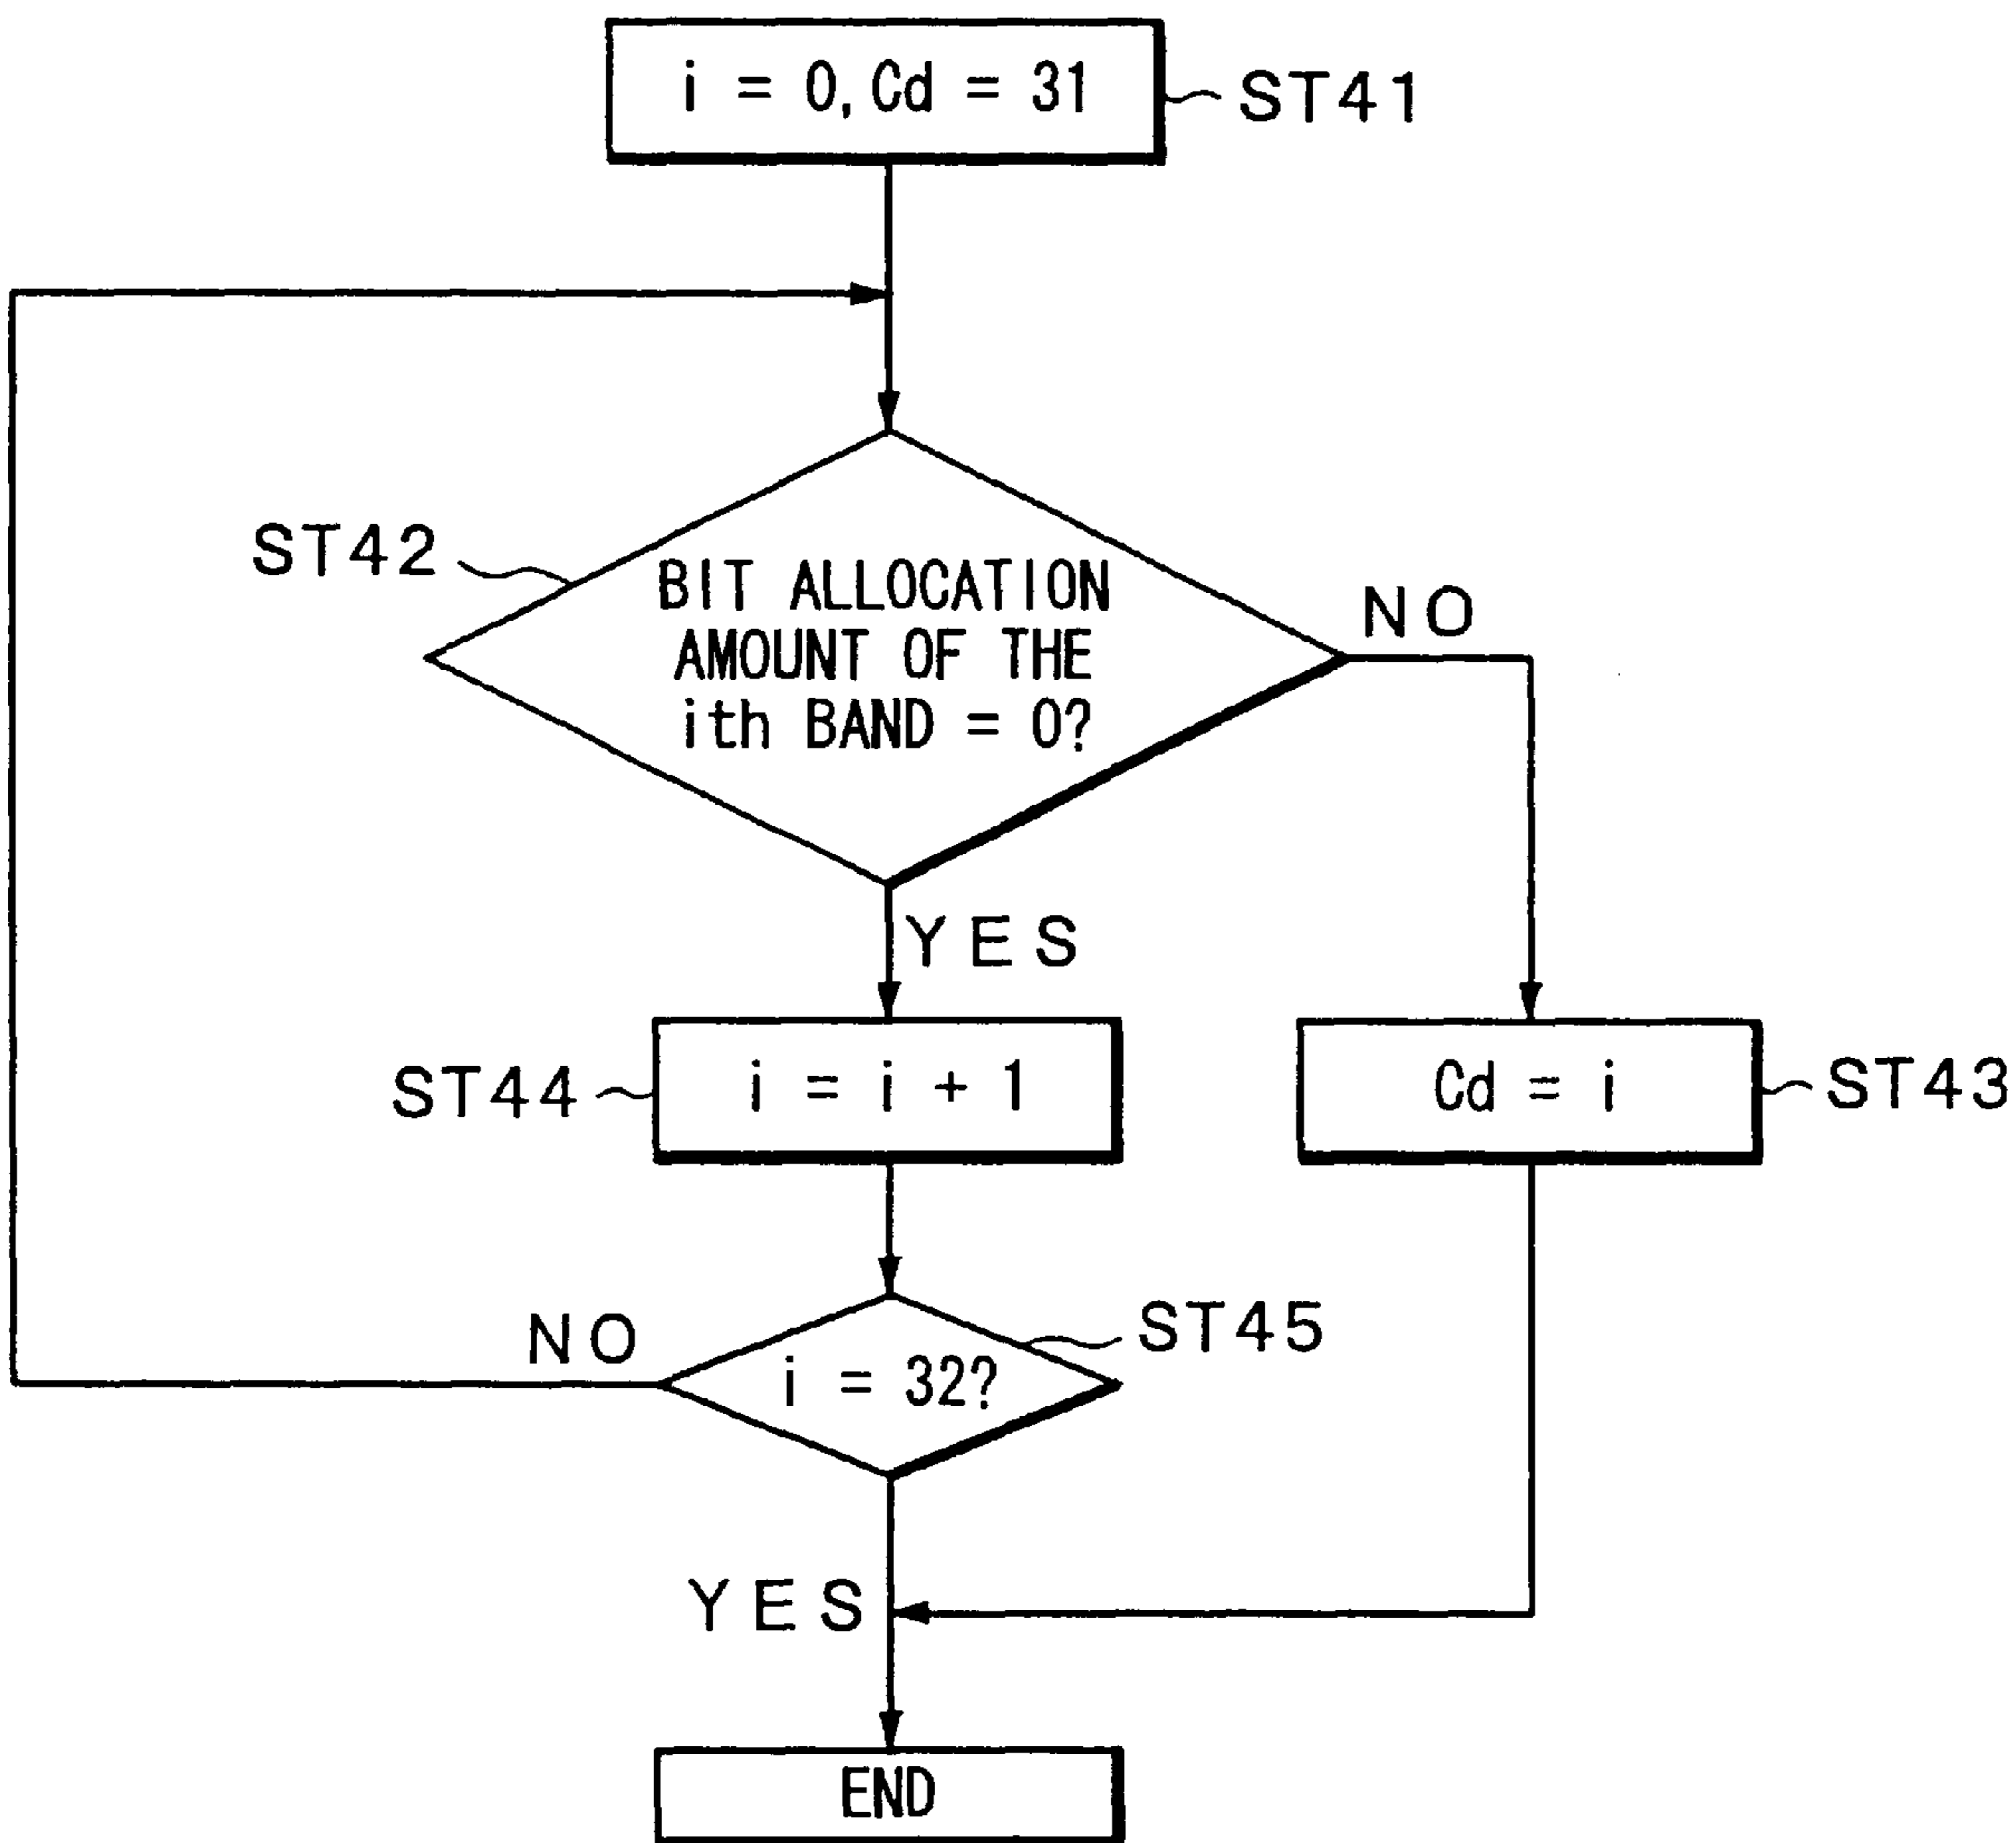 i = 0, Cd = 31
ST41
ST42
BIT ALLOCATION
AMOUNT OF THE
ith BAND = 0?
NO
YES
ST44
i = i + 1
Cd = i
ST43
NO
ST45
i = 32?
YES
END